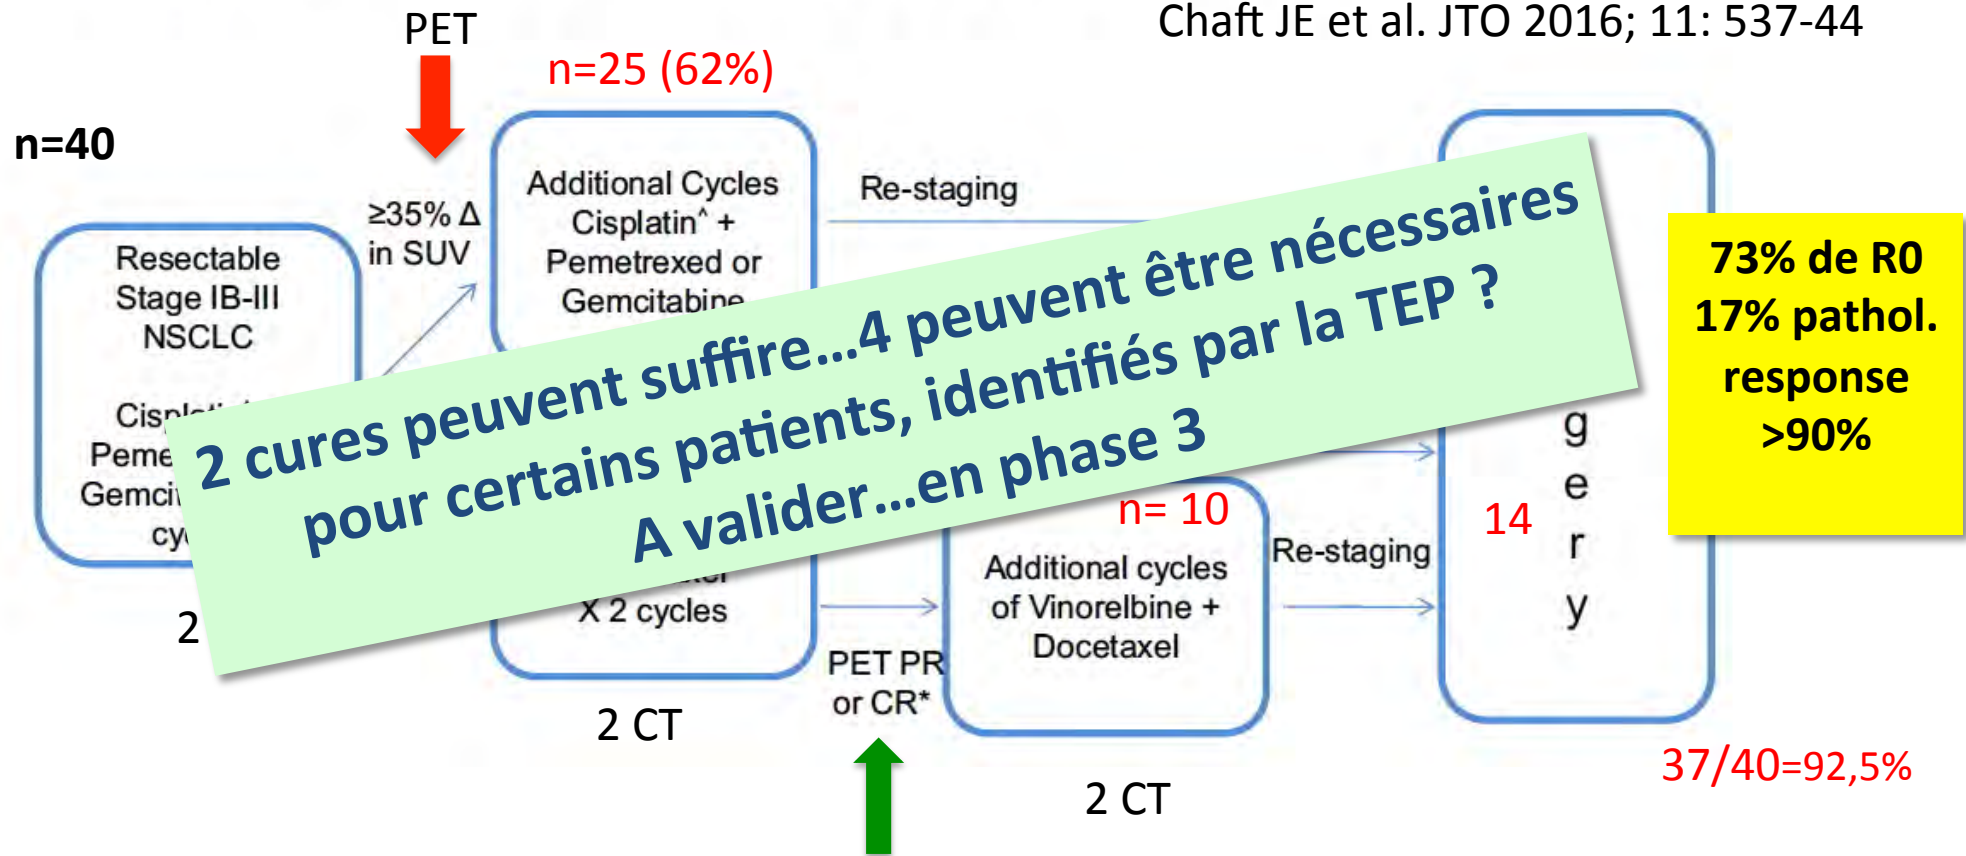 Chaft JE et al. JTO 2016; 11: 537-44
PET
n=25 (62%)
n=40
≥35% Δ
in SUV
Resectable
Stage IB-III
NSCLC
Additional Cycles
Cisplatin^ +
Pemetrexed or
Gemcitabine
Re-staging
2 cures peuvent suffire...4 peuvent être nécessaires
pour certains patients, identifiés par la TEP ?
A valider...en phase 3
73% de R0
17% pathol.
response
>90%
g
e
r
y
14
2
X 2 cycles
2 CT
PET PR
or CR*
n= 10
Additional cycles
of Vinorelbine +
Docetaxel
Re-staging
2 CT
37/40=92,5%